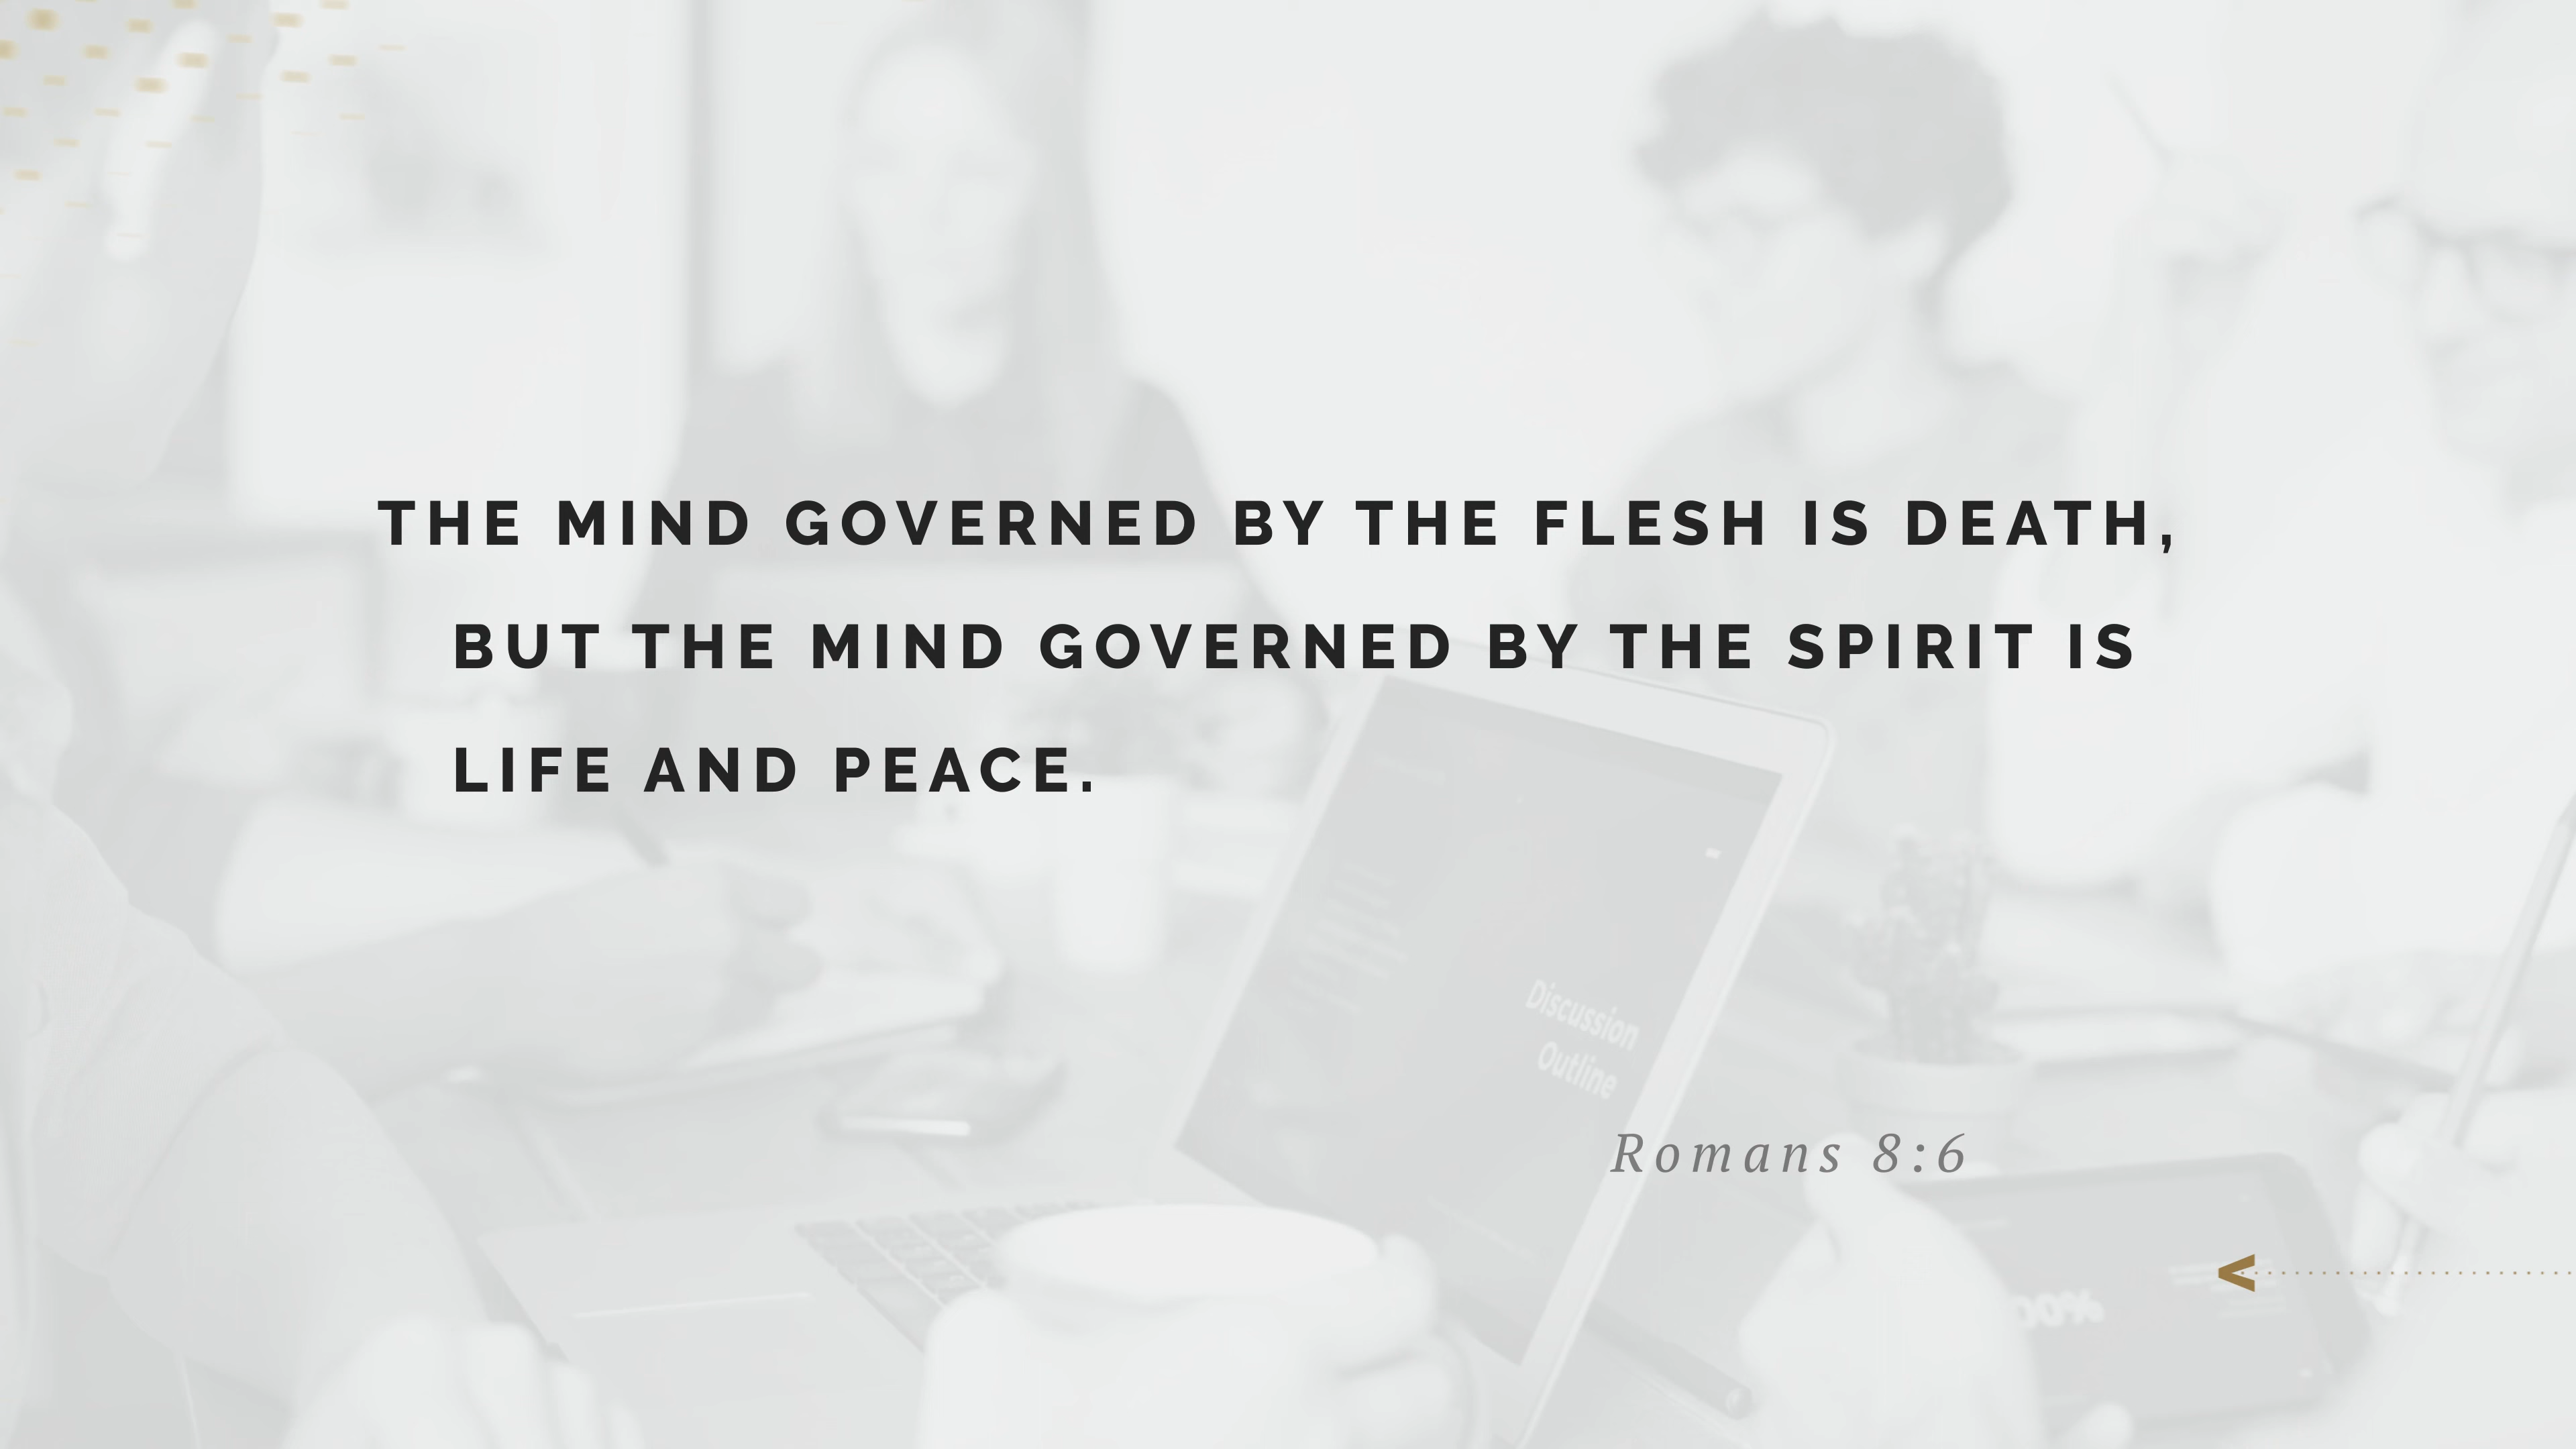 THE MIND GOVERNED BY THE FLESH IS DEATH,
BUT THE MIND GOVERNED BY THE SPIRIT IS
LIFE AND PEACE.
Discussion
Outline
Romans 8:6
00%